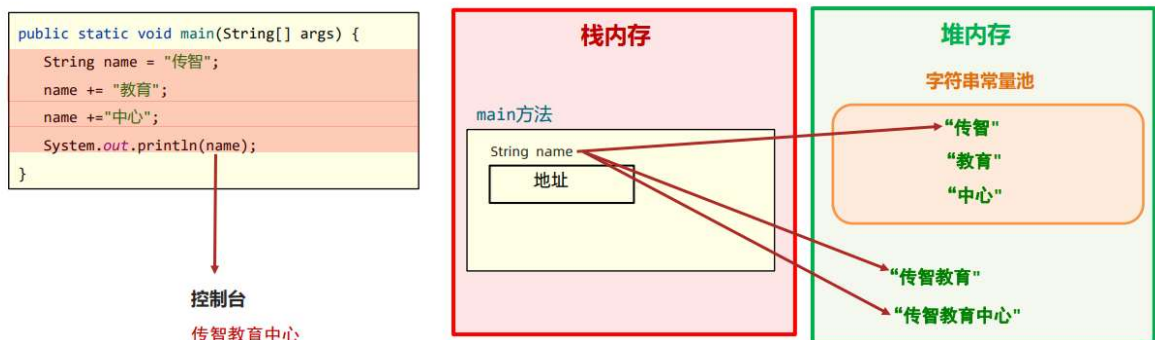 public static void main(String[] args) {
String name = "传智";
name += "教育";
name +="中心";
System.out.println(name);
}
控制台
传智教育中心
栈内存
main方法
String name
地址
堆内存
字符串常量池
“传智"
“教育"
“中心"
“传智教育"
“传智教育中心"